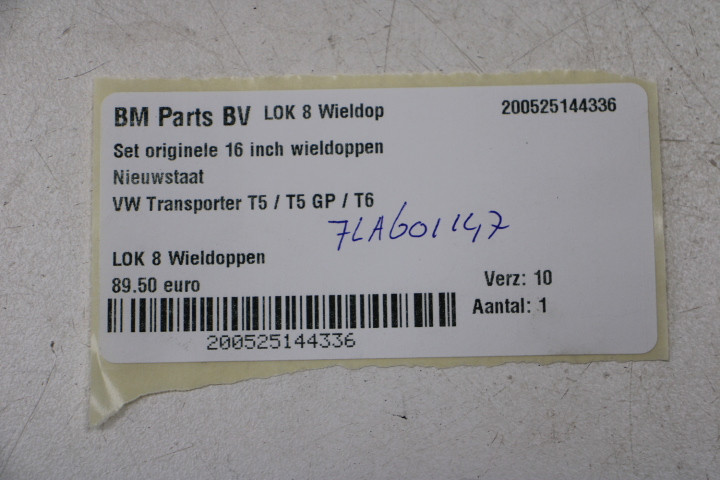 BM Parts BV LOK 8 Wieldop 200525144336
Set originele 16 inch wieldoppen
Nieuwstaat
VW Transporter T5 / T5 GP / T6
7LA601147
LOK 8 Wieldoppen
89.50 euro Verz: 10
Aantal: 1
200525144336